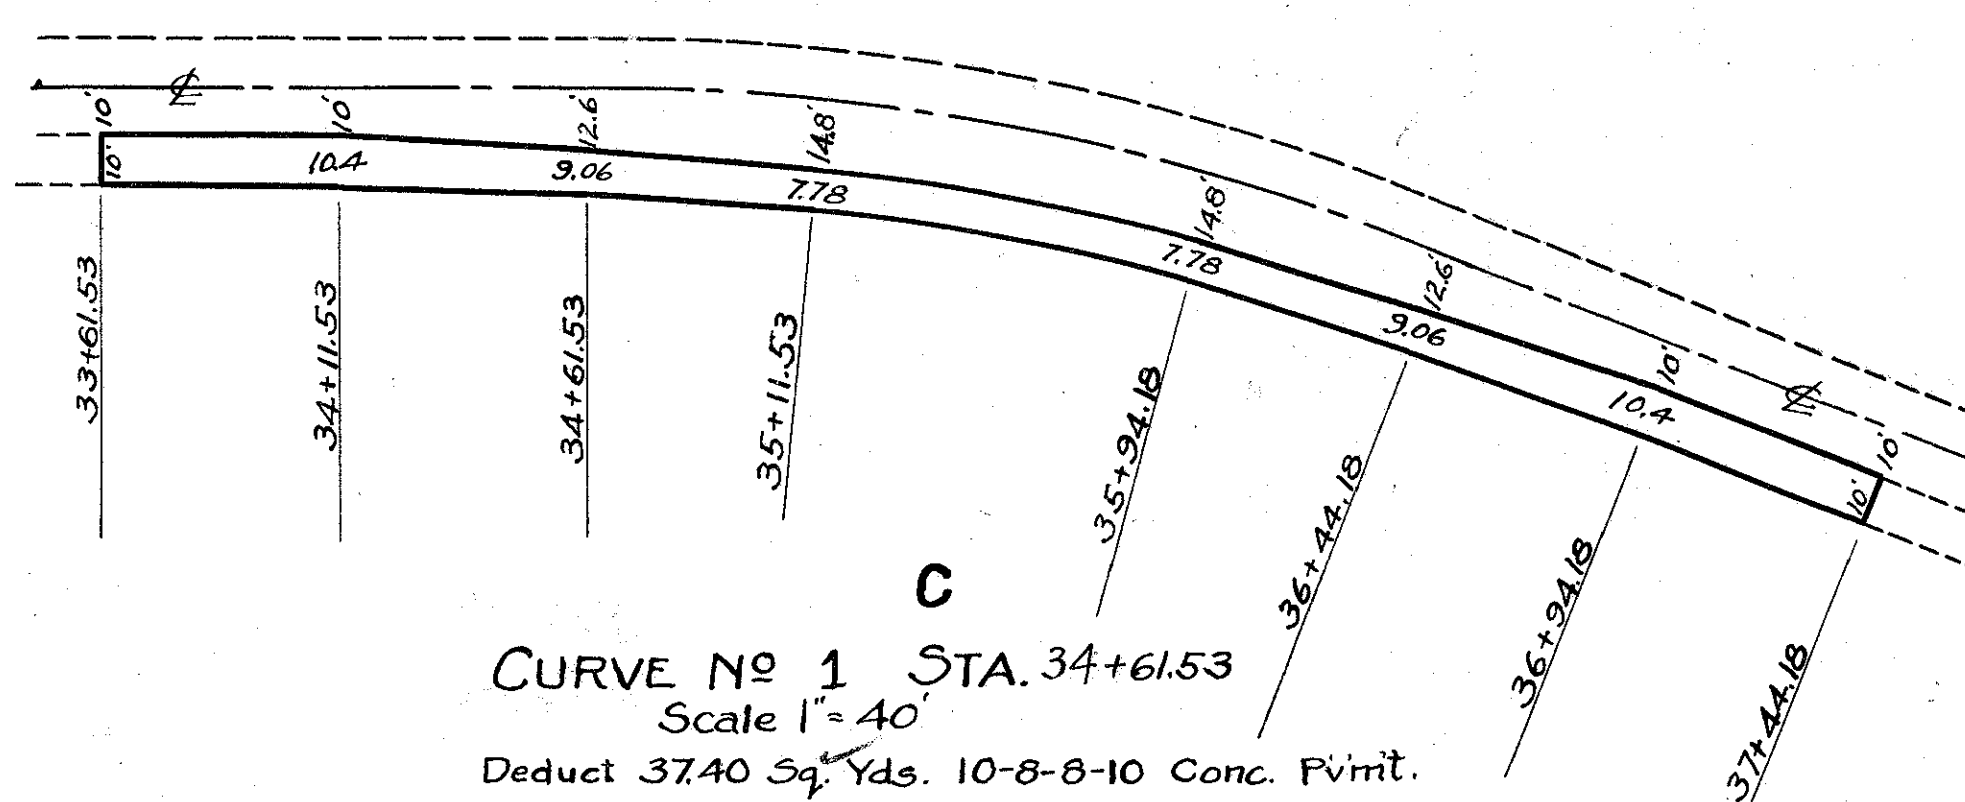 ℄
10' 10' 12.6' 14.8' 14.8' 12.6' 10' 10'
10' 10.4 9.06 7.78 7.78 9.06 10.4 10'
℄
33+61.53
34+11.53
34+61.53
35+11.53
35+94.18
36+44.18
36+94.18
37+44.18
C
CURVE Nº 1 STA. 34+61.53
Scale 1"=40'
Deduct 37.40 Sq. Yds. 10-8-8-10 Conc. Pv'm't.